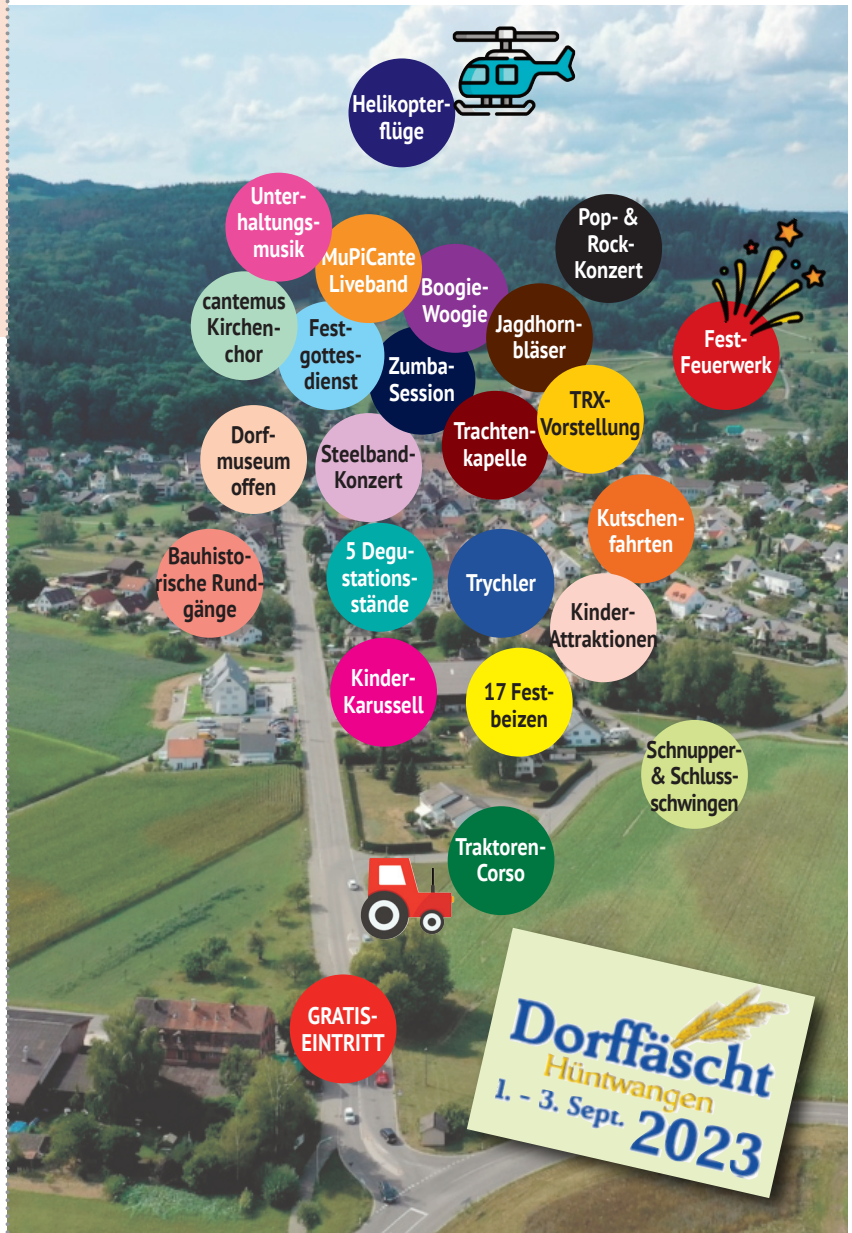 Helikopter-
flüge
Unter-
haltungs-
musik
Pop- &
Rock-
Konzert
MuPiCante
Liveband
Boogie-
Woogie
cantemus
Kirchen-
chor
Fest-
gottes-
dienst
Jagdhorn-
bläser
Fest-
Feuerwerk
Zumba-
Session
TRX-
Vorstellung
Dorf-
museum
offen
Steelband-
Konzert
Trachten-
kapelle
Kutschen-
fahrten
Bauhisto-
rische Rund-
gänge
5 Degu-
stations-
stände
Trychler
Kinder-
Attraktionen
Kinder-
Karussell
17 Fest-
beizen
Schnupper-
& Schluss-
schwingen
Traktoren-
Corso
GRATIS-
EINTRITT
Dorffäscht
Hüntwangen
1. - 3. Sept. 2023